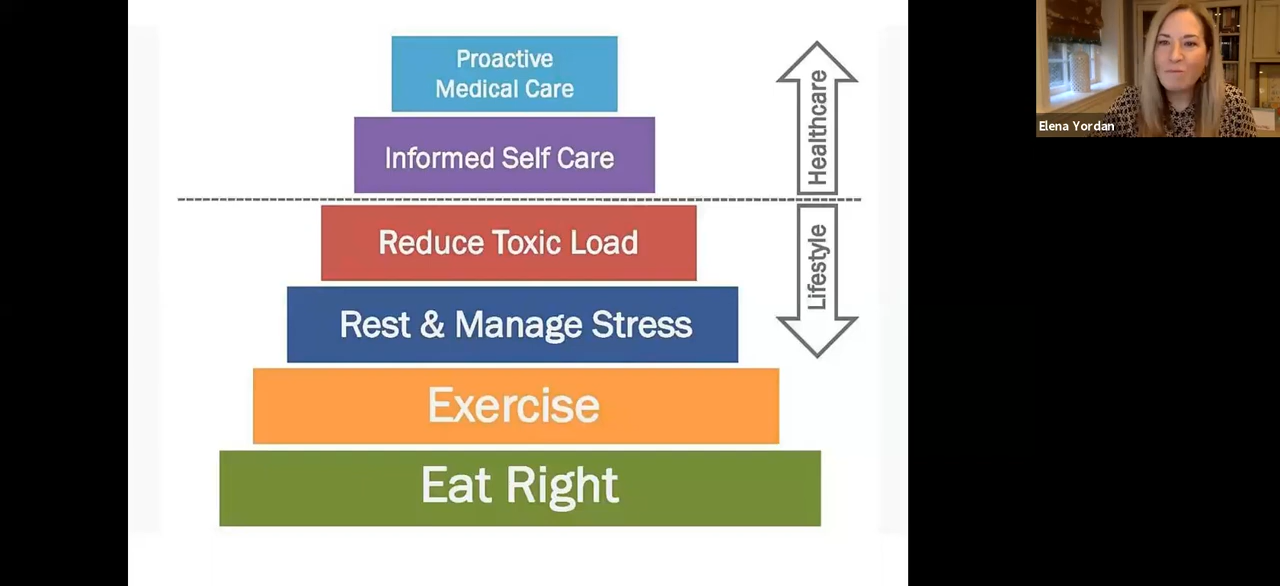 Proactive
Medical Care
Informed Self Care
Healthcare
Reduce Toxic Load
Lifestyle
Rest & Manage Stress
Exercise
Eat Right
Elena Yordan